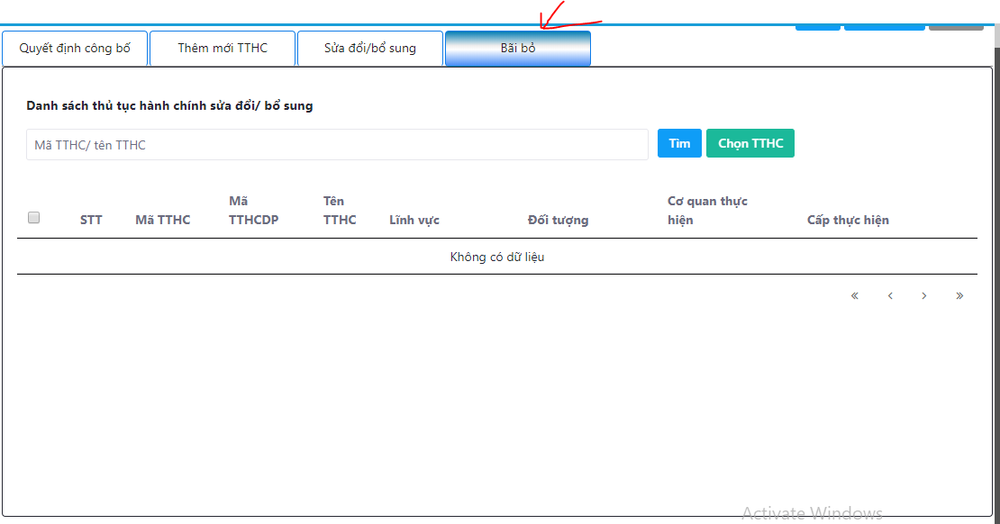 Quyết định công bố
Thêm mới TTHC
Sửa đổi/bổ sung
Bãi bỏ
Danh sách thủ tục hành chính sửa đổi/ bổ sung
Mã TTHC/ tên TTHC
Tìm
Chọn TTHC
STT
Mã TTHC
Mã
TTHCDP
Tên
TTHC
Lĩnh vực
Đối tượng
Cơ quan thực
hiện
Cấp thực hiện
Không có dữ liệu
« ‹ › »
Activate Windows